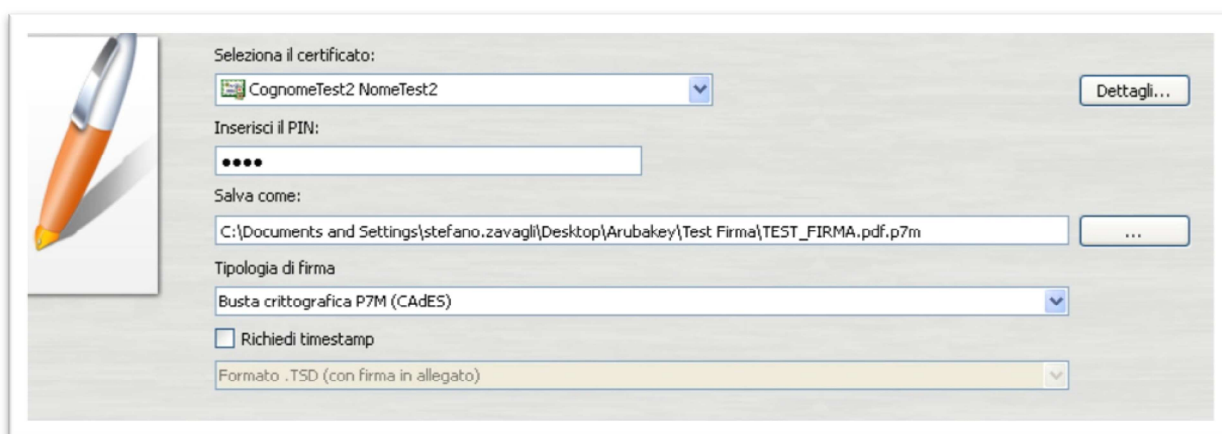 Seleziona il certificato:
CognomeTest2 NomeTest2
Dettagli...
Inserisci il PIN:
••••
Salva come:
C:\Documents and Settings\stefano.zavagli\Desktop\Arubakey\Test Firma\TEST_FIRMA.pdf.p7m
...
Tipologia di firma
Busta crittografica P7M (CAdES)
Richiedi timestamp
Formato .TSD (con firma in allegato)